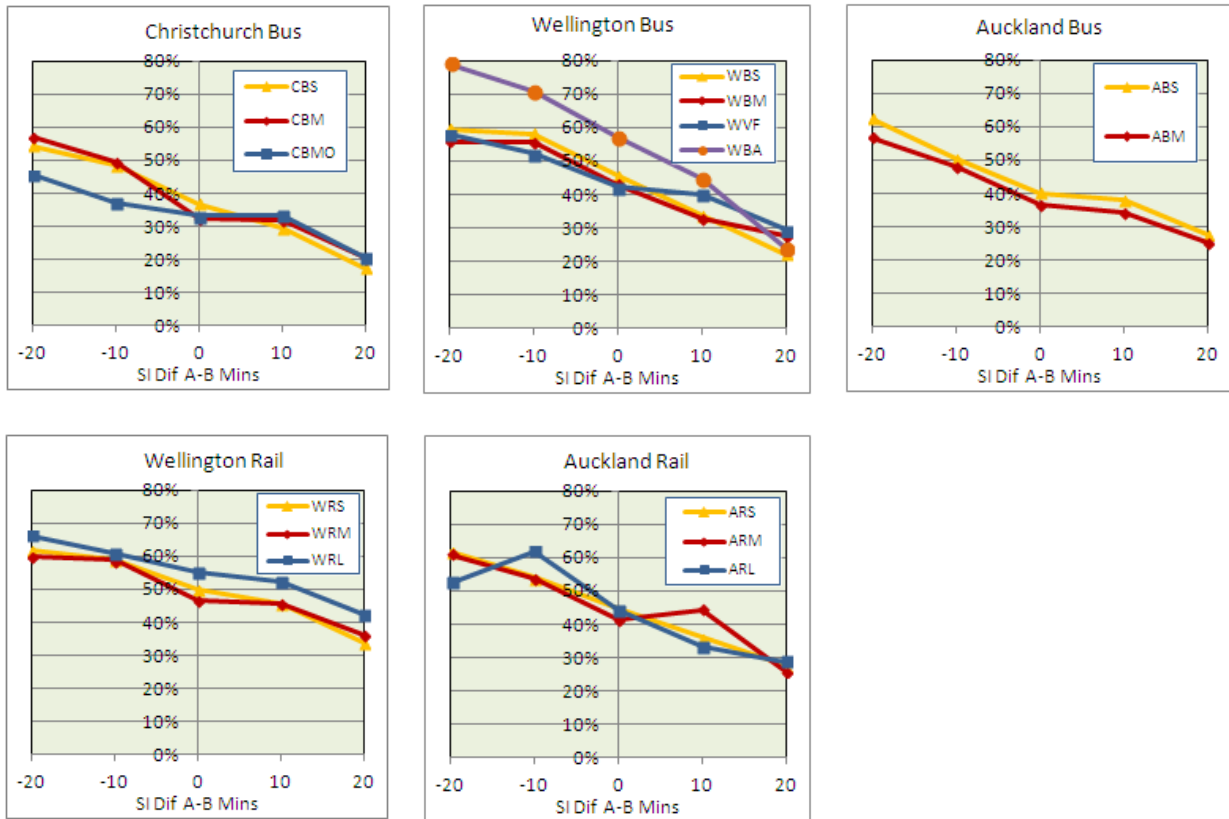 Christchurch Bus
80%
70%
60%
50%
40%
30%
20%
10%
0%
CBS
CBM
CBMO
-20 -10 0 10 20
SI Dif A-B Mins
Wellington Bus
80%
70%
60%
50%
40%
30%
20%
10%
0%
WBS
WBM
WVF
WBA
-20 -10 0 10 20
SI Dif A-B Mins
Auckland Bus
80%
70%
60%
50%
40%
30%
20%
10%
0%
ABS
ABM
-20 -10 0 10 20
SI Dif A-B Mins
Wellington Rail
80%
70%
60%
50%
40%
30%
20%
10%
0%
WRS
WRM
WRL
-20 -10 0 10 20
SI Dif A-B Mins
Auckland Rail
80%
70%
60%
50%
40%
30%
20%
10%
0%
ARS
ARM
ARL
-20 -10 0 10 20
SI Dif A-B Mins